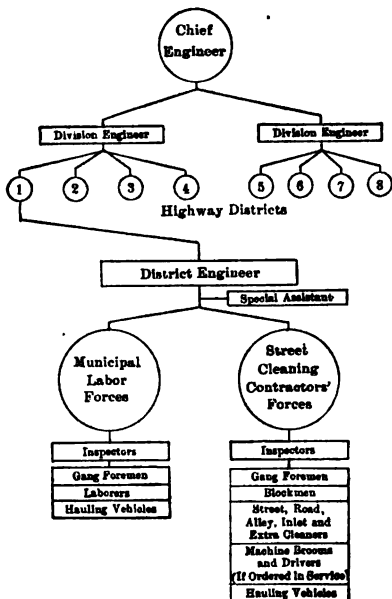 Chief
Engineer
Division Engineer
Division Engineer
1
2
3
4
5
6
7
8
Highway Districts
District Engineer
Special Assistant
Municipal
Labor
Forces
Street
Cleaning
Contractors'
Forces
Inspectors
Gang Foremen
Laborers
Hauling Vehicles
Inspectors
Gang Foremen
Blockmen
Street, Road,
Alley, Inlet and
Extra Cleaners
Machine Brooms
and Drivers
(If Ordered in Service)
Hauling Vehicles